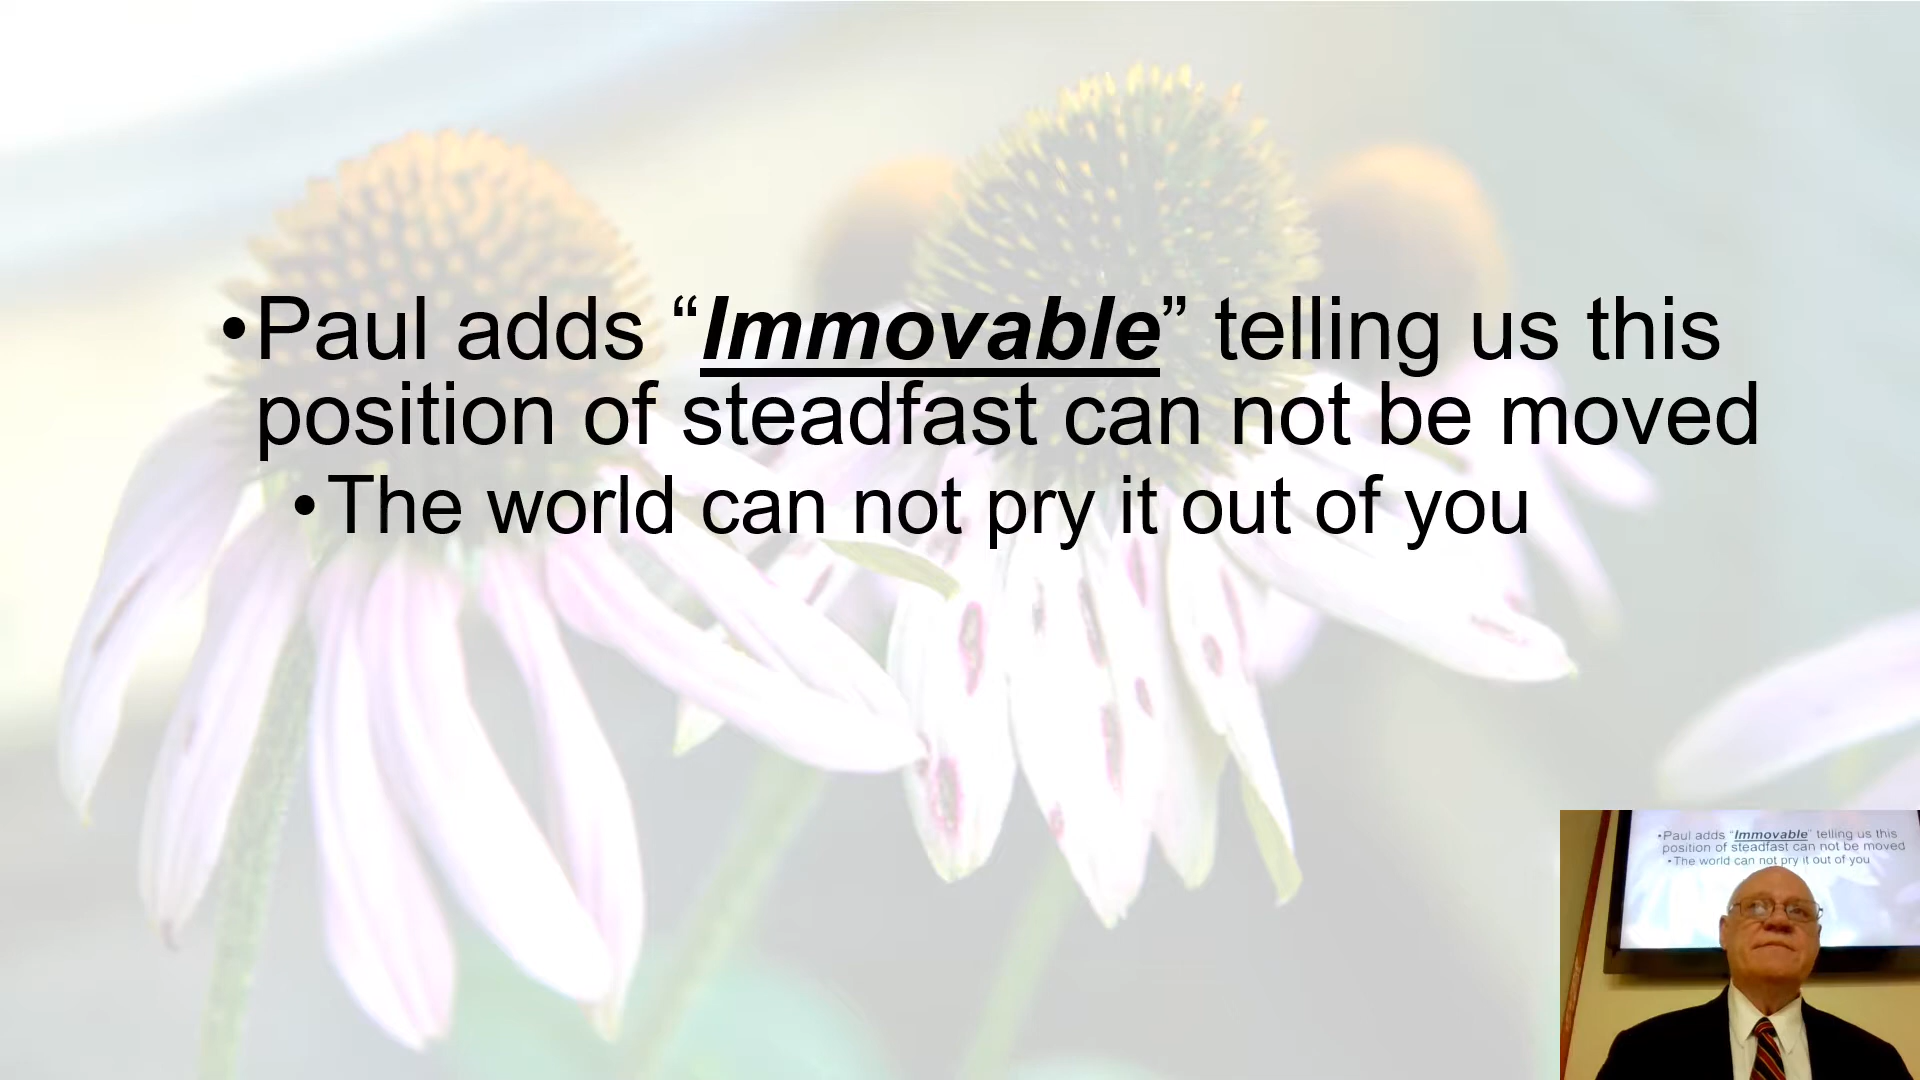 •Paul adds “Immovable” telling us this
position of steadfast can not be moved
•The world can not pry it out of you
•Paul adds “Immovable” telling us this
position of steadfast can not be moved
•The world can not pry it out of you